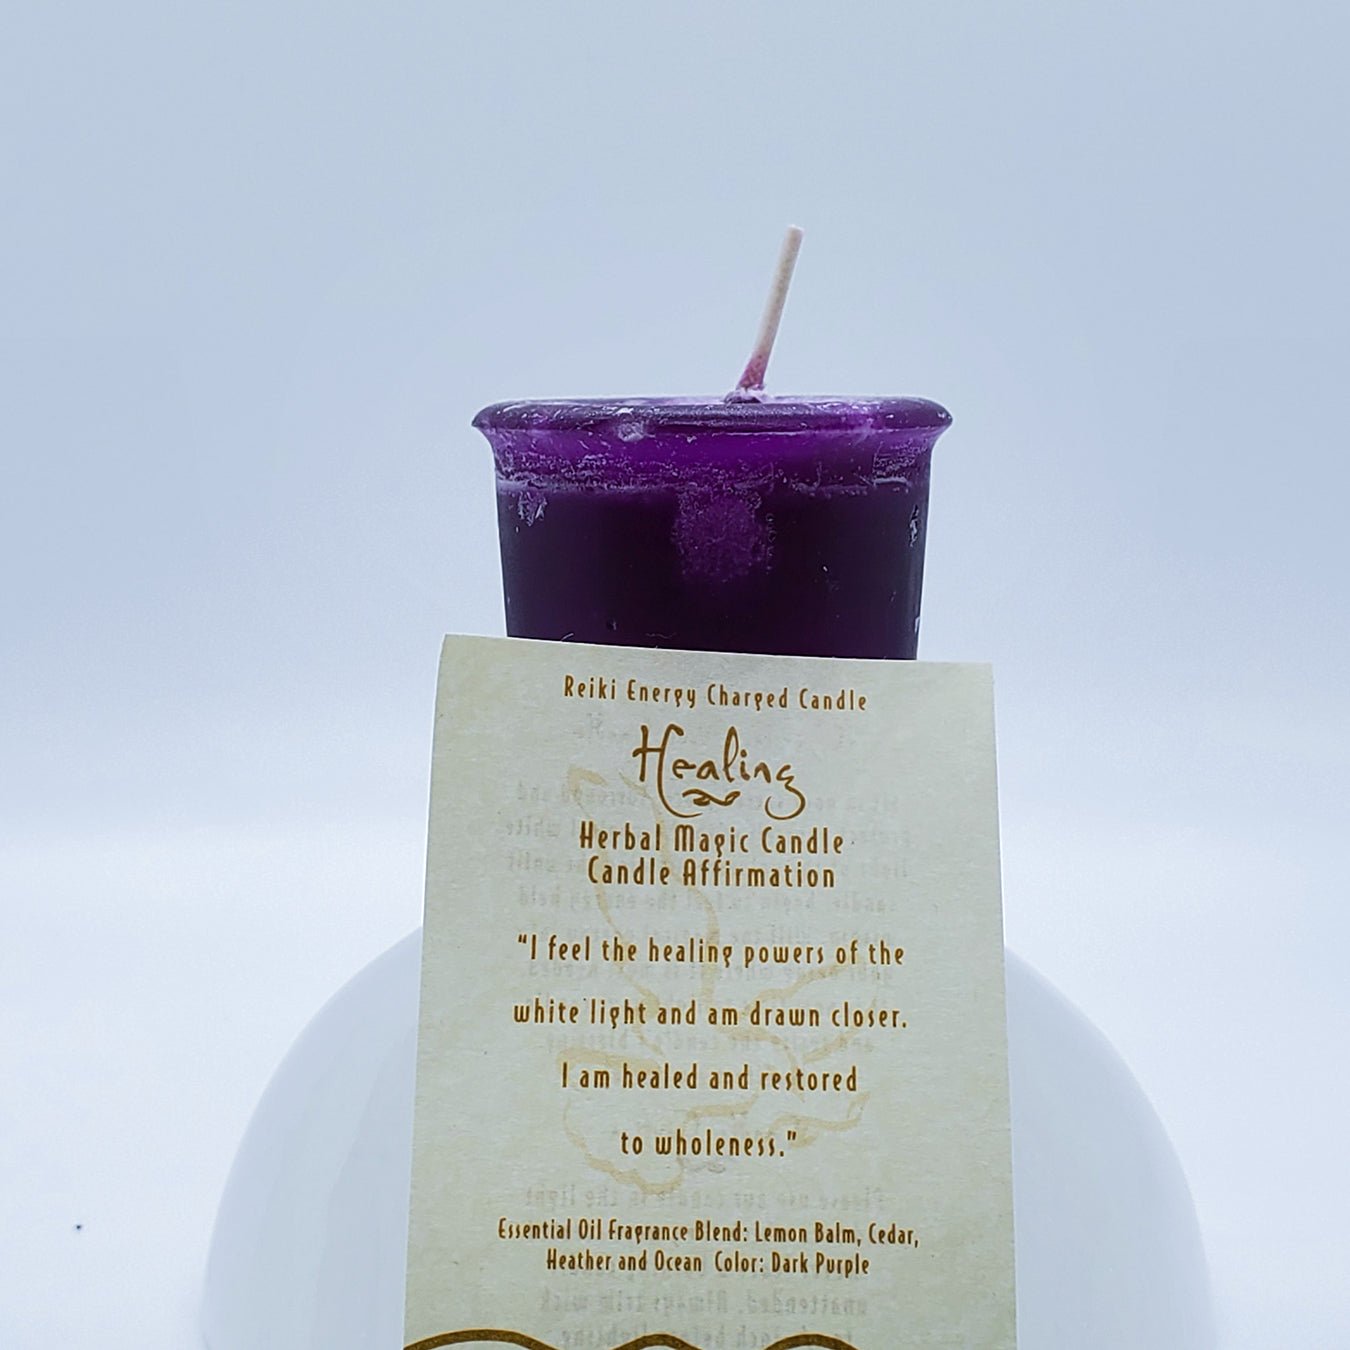 Reiki Energy Charged Candle
Healing
Herbal Magic Candle
Candle Affirmation
"I feel the healing powers of the
white light and am drawn closer.
I am healed and restored
to wholeness."
Essential Oil Fragrance Blend: Lemon Balm, Cedar,
Heather and Ocean Color: Dark Purple